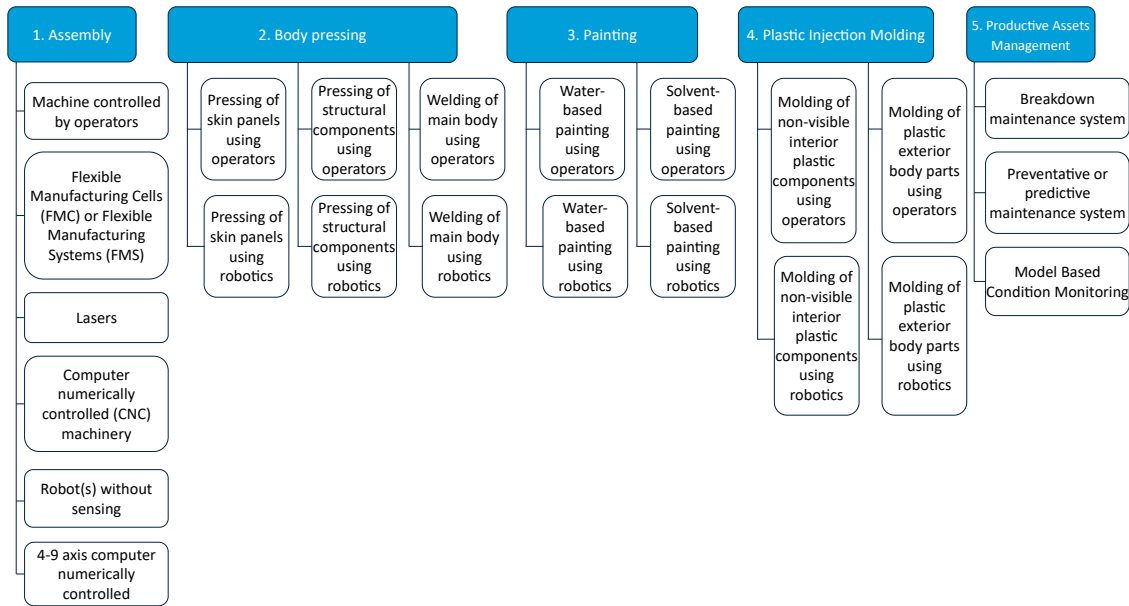 1. Assembly
Machine controlled
by operators
Flexible
Manufacturing Cells
(FMC) or Flexible
Manufacturing
Systems (FMS)
Lasers
Computer
numerically
controlled (CNC)
machinery
Robot(s) without
sensing
4-9 axis computer
numerically
controlled
2. Body pressing
Pressing of
skin panels
using
operators
Pressing of
skin panels
using
robotics
Pressing of
structural
components
using
operators
Pressing of
structural
components
using
robotics
Welding of
main body
using
operators
Welding of
main body
using robotics
3. Painting
Water-
based
painting using
operators
Water-
based
painting using
robotics
Solvent-
based
painting using
operators
Solvent-
based
painting using
robotics
4. Plastic Injection Molding
Molding of
non-visible
interior
plastic
components
using
operators
Molding of
non-visible
interior
plastic
components
using
robotics
Molding of
plastic
exterior
body parts
using
operators
Molding of
plastic
exterior
body parts
using
robotics
5. Productive Assets
Management
Breakdown
maintenance system
Preventative or
predictive
maintenance system
Model Based
Condition Monitoring